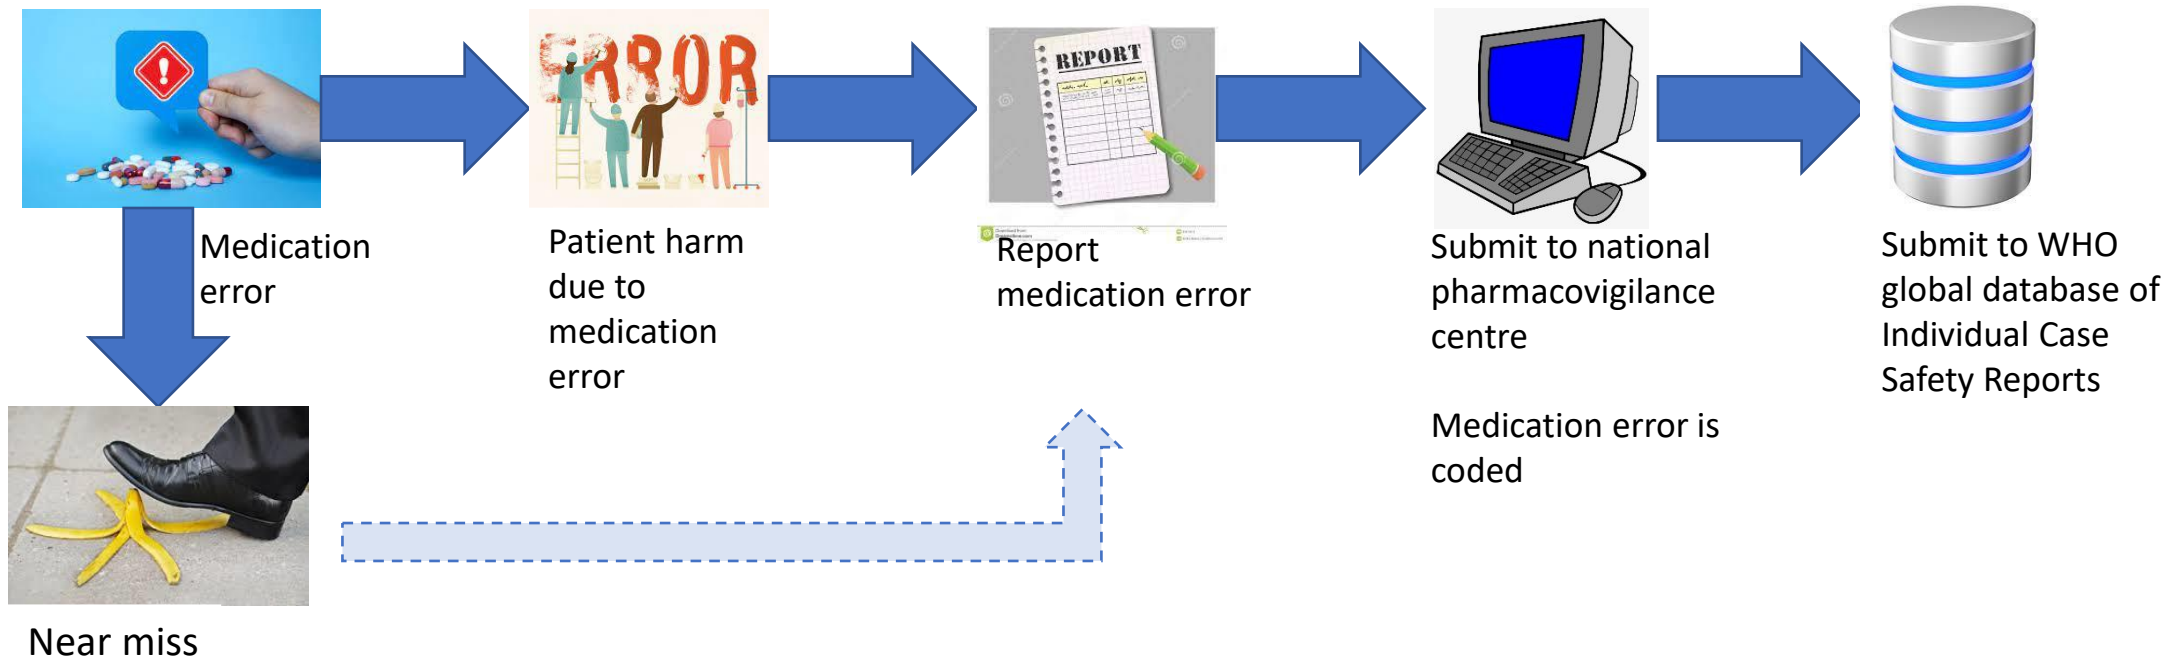 ERROR
REPORT
Medication
error
Patient harm
due to
medication
error
Report
medication error
Submit to national
pharmacovigilance
centre
Medication error is
coded
Submit to WHO
global database of
Individual Case
Safety Reports
Near miss